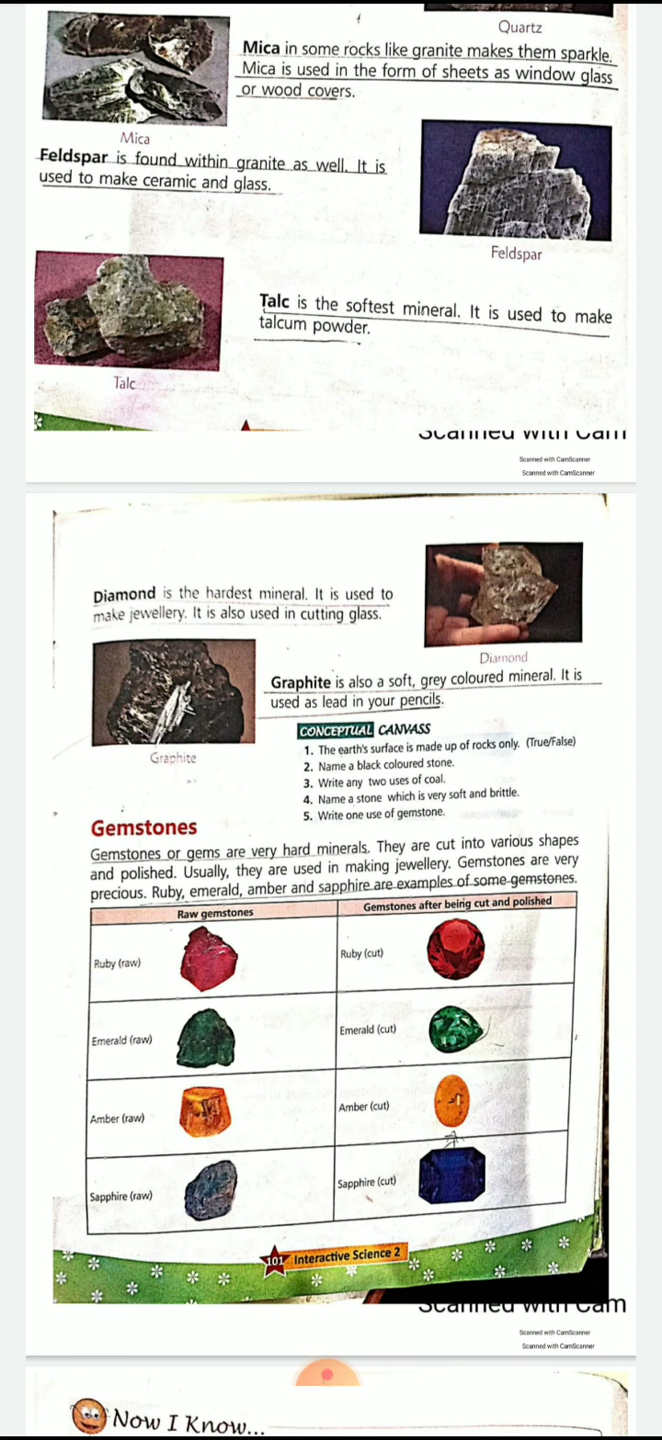 Quartz
Mica in some rocks like granite makes them sparkle.
Mica is used in the form of sheets as window glass
or wood covers.
Mica
Feldspar is found within granite as well. It is
used to make ceramic and glass.
Feldspar
Talc is the softest mineral. It is used to make
talcum powder.
Talc
Scanned with Cam
Scanned with CamScanner
Scanned with CamScanner
Diamond is the hardest mineral. It is used to
make jewellery. It is also used in cutting glass.
Diamond
Graphite is also a soft, grey coloured mineral. It is
used as lead in your pencils.
Graphite
CONCEPTUAL CANVASS
1. The earth's surface is made up of rocks only. (True/False)
2. Name a black coloured stone.
3. Write any two uses of coal.
4. Name a stone which is very soft and brittle.
5. Write one use of gemstone.
Gemstones
Gemstones or gems are very hard minerals. They are cut into various shapes
and polished. Usually, they are used in making jewellery. Gemstones are very
precious. Ruby, emerald, amber and sapphire are examples of some gemstones.
Raw gemstones
Gemstones after being cut and polished
Ruby (raw)
Ruby (cut)
Emerald (raw)
Emerald (cut)
Amber (raw)
Amber (cut)
Sapphire (raw)
Sapphire (cut)
101 Interactive Science 2
Scanned with Cam
Scanned with CamScanner
Scanned with CamScanner
Now I Know...